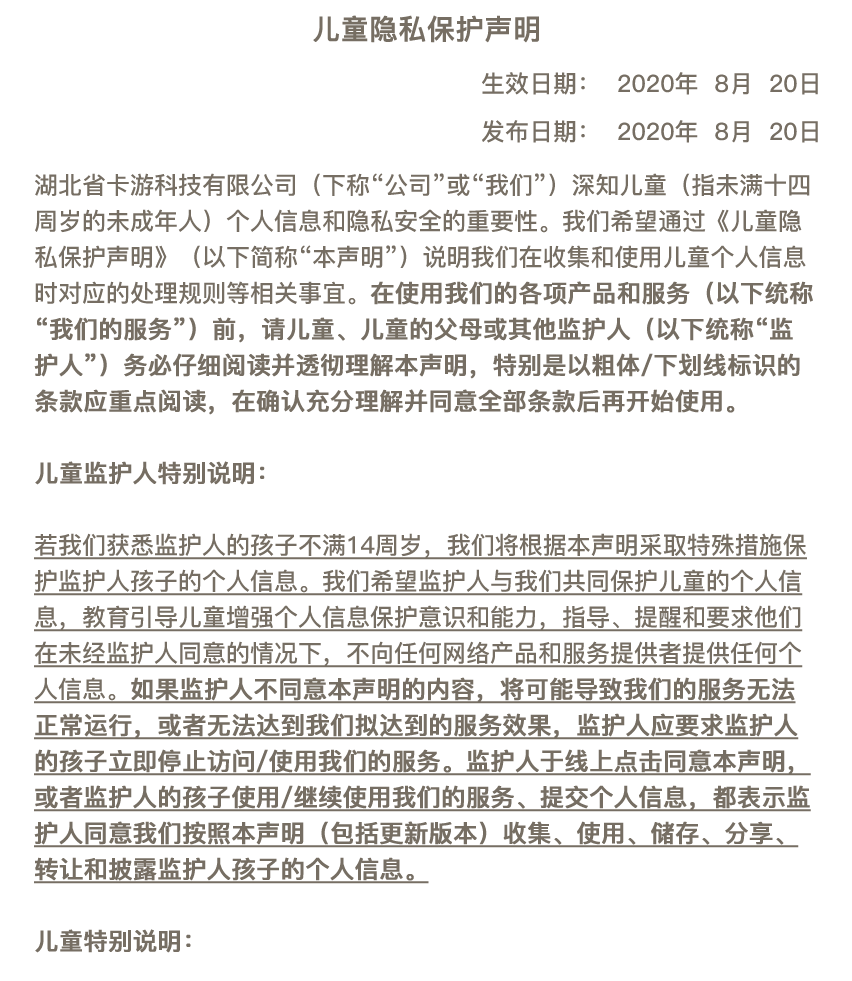 儿童隐私保护声明
生效日期： 2020年 8月 20日
发布日期： 2020年 8月 20日
湖北省卡游科技有限公司（下称“公司”或“我们”）深知儿童（指未满十四
周岁的未成年人）个人信息和隐私安全的重要性。我们希望通过《儿童隐
私保护声明》（以下简称“本声明”）说明我们在收集和使用儿童个人信息
时对应的处理规则等相关事宜。在使用我们的各项产品和服务（以下统称
“我们的服务”）前，请儿童、儿童的父母或其他监护人（以下统称“监
护人”）务必仔细阅读并透彻理解本声明，特别是以粗体/下划线标识的
条款应重点阅读，在确认充分理解并同意全部条款后再开始使用。
儿童监护人特别说明：
若我们获悉监护人的孩子不满14周岁，我们将根据本声明采取特殊措施保
护监护人孩子的个人信息。我们希望监护人与我们共同保护儿童的个人信
息，教育引导儿童增强个人信息保护意识和能力，指导、提醒和要求他们
在未经监护人同意的情况下，不向任何网络产品和服务提供者提供任何个
人信息。如果监护人不同意本声明的内容，将可能导致我们的服务无法
正常运行，或者无法达到我们拟达到的服务效果，监护人应要求监护人
的孩子立即停止访问/使用我们的服务。监护人于线上点击同意本声明，
或者监护人的孩子使用/继续使用我们的服务、提交个人信息，都表示监
护人同意我们按照本声明（包括更新版本）收集、使用、储存、分享、
转让和披露监护人孩子的个人信息。
儿童特别说明：